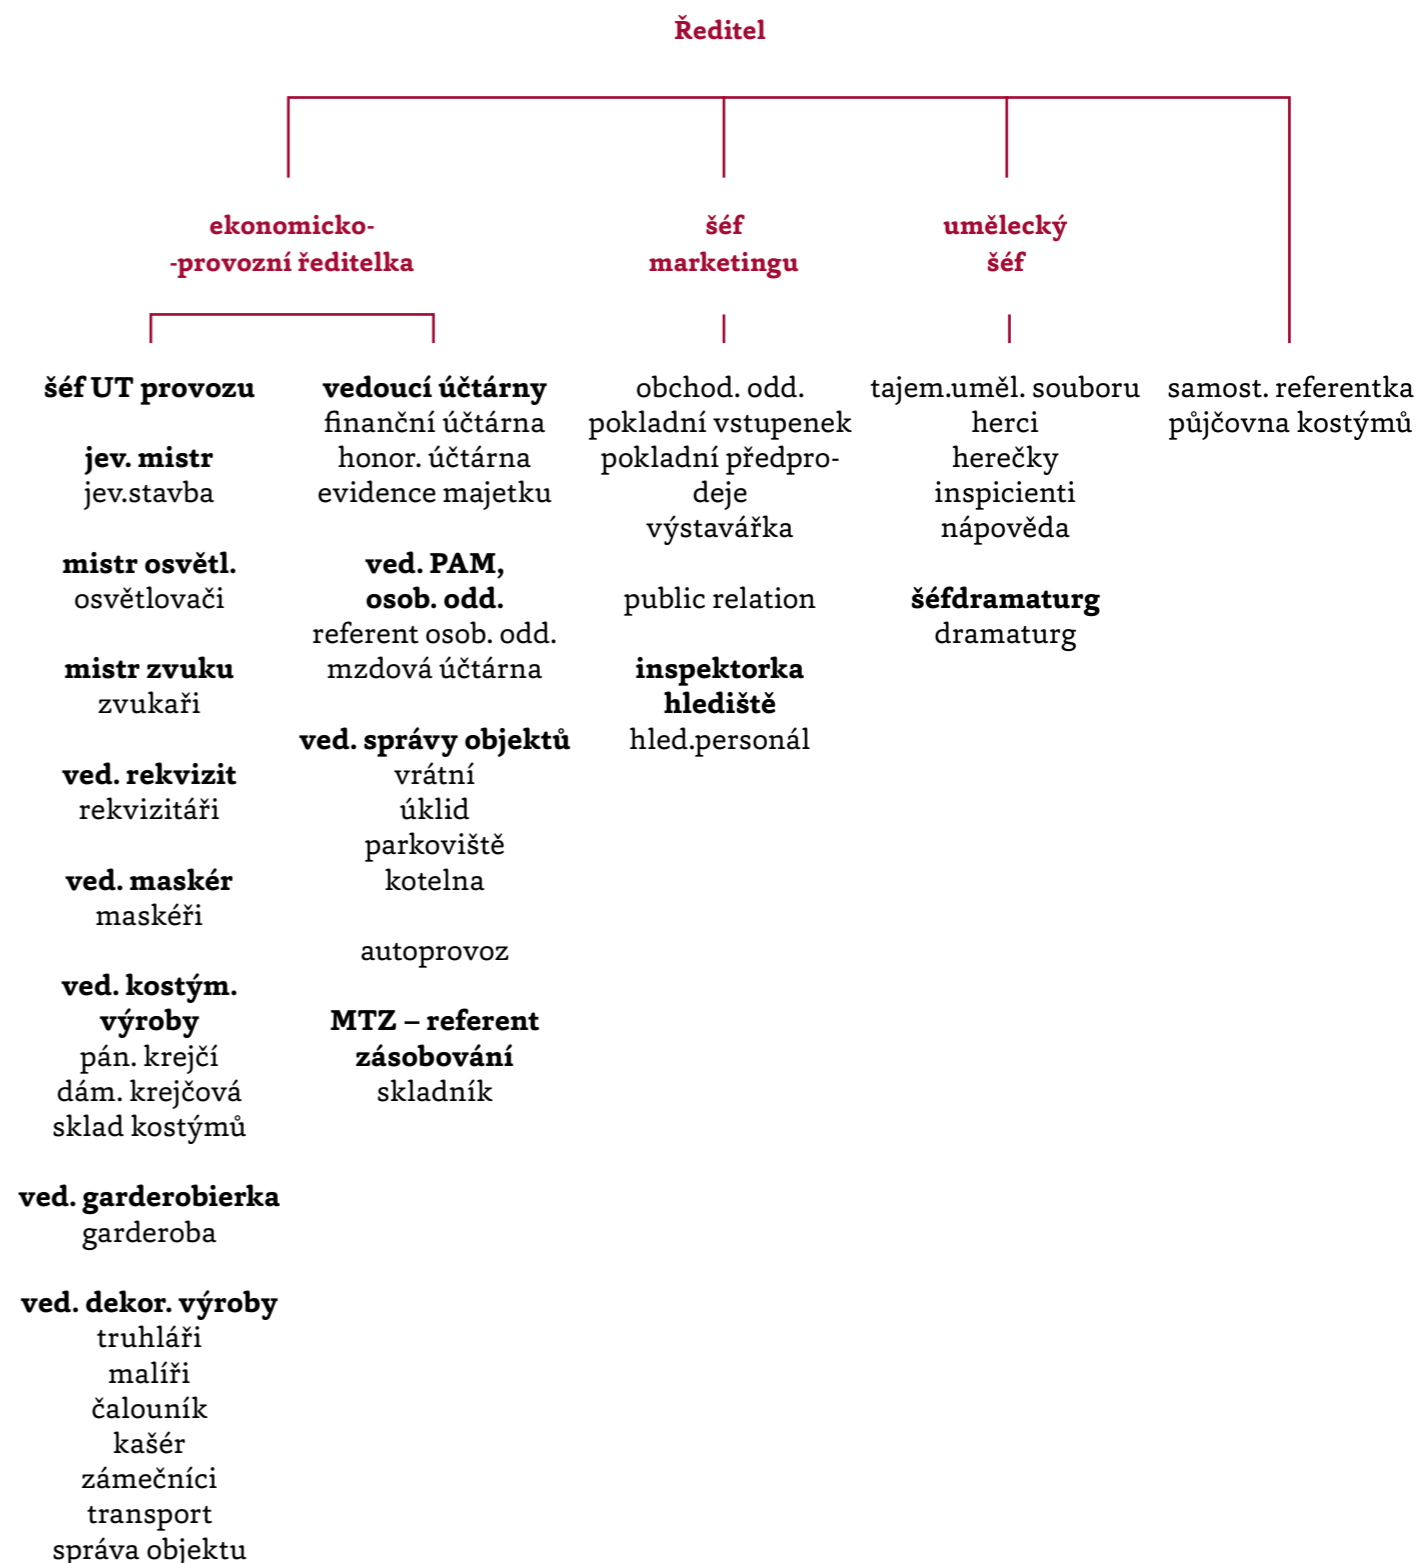 Ředitel
ekonomicko-
-provozní ředitelka
šéf
marketingu
umělecký
šéf
šéf UT provozu
jev. mistr
jev.stavba
mistr osvětl.
osvětlovači
mistr zvuku
zvukaři
ved. rekvizit
rekvizitáři
ved. maskér
maskéři
ved. kostým.
výroby
pán. krejčí
dám. krejčová
sklad kostýmů
ved. garderobierka
garderoba
ved. dekor. výroby
truhláři
malíři
čalouník
kašér
zámečníci
transport
správa objektu
vedoucí účtárny
finanční účtárna
honor. účtárna
evidence majetku
ved. PAM,
osob. odd.
referent osob. odd.
mzdová účtárna
ved. správy objektů
vrátní
úklid
parkoviště
kotelna
autoprovoz
MTZ – referent
zásobování
skladník
obchod. odd.
pokladní vstupenek
pokladní předpro-
deje
výstavářka
public relation
inspektorka
hlediště
hled.personál
tajem.uměl. souboru
herci
herečky
inspicienti
nápověda
šéfdramaturg
dramaturg
samost. referentka
půjčovna kostýmů